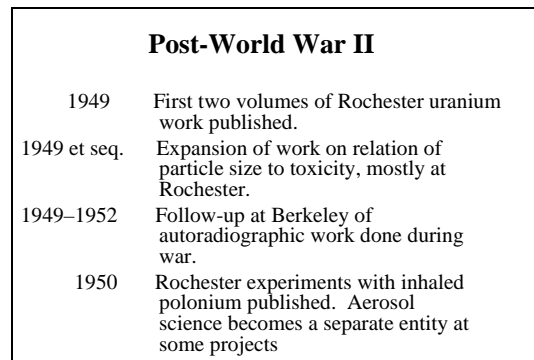 Post-World War II
1949 First two volumes of Rochester uranium
work published.
1949 et seq. Expansion of work on relation of
particle size to toxicity, mostly at
Rochester.
1949–1952 Follow-up at Berkeley of
autoradiographic work done during
war.
1950 Rochester experiments with inhaled
polonium published. Aerosol
science becomes a separate entity at
some projects